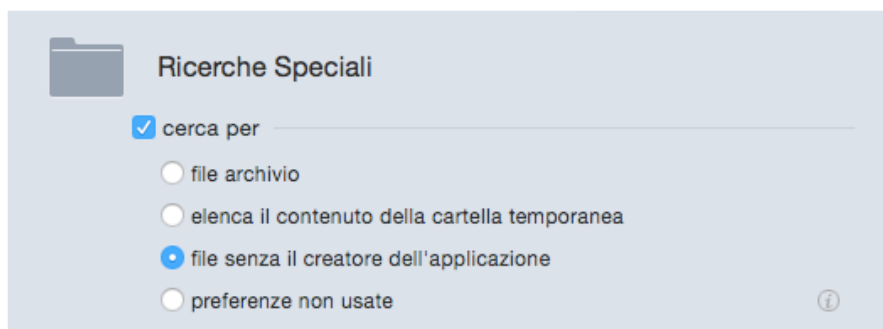 Ricerche Speciali
cerca per
file archivio
elenca il contenuto della cartella temporanea
file senza il creatore dell'applicazione
preferenze non usate